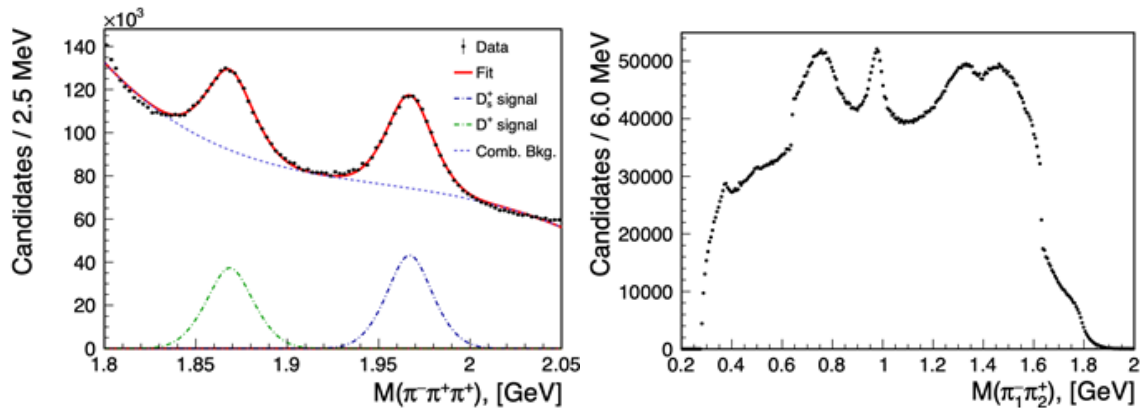 ×10³
140
120
100
80
60
40
20
0
Candidates / 2.5 MeV
Data
Fit
D_s^+ signal
D⁺ signal
Comb. Bkg.
1.8 1.85 1.9 1.95 2 2.05
M(π⁻π⁺π⁺), [GeV]
50000
40000
30000
20000
10000
0
Candidates / 6.0 MeV
0.2 0.4 0.6 0.8 1 1.2 1.4 1.6 1.8 2
M(π₁⁻π₂⁺), [GeV]